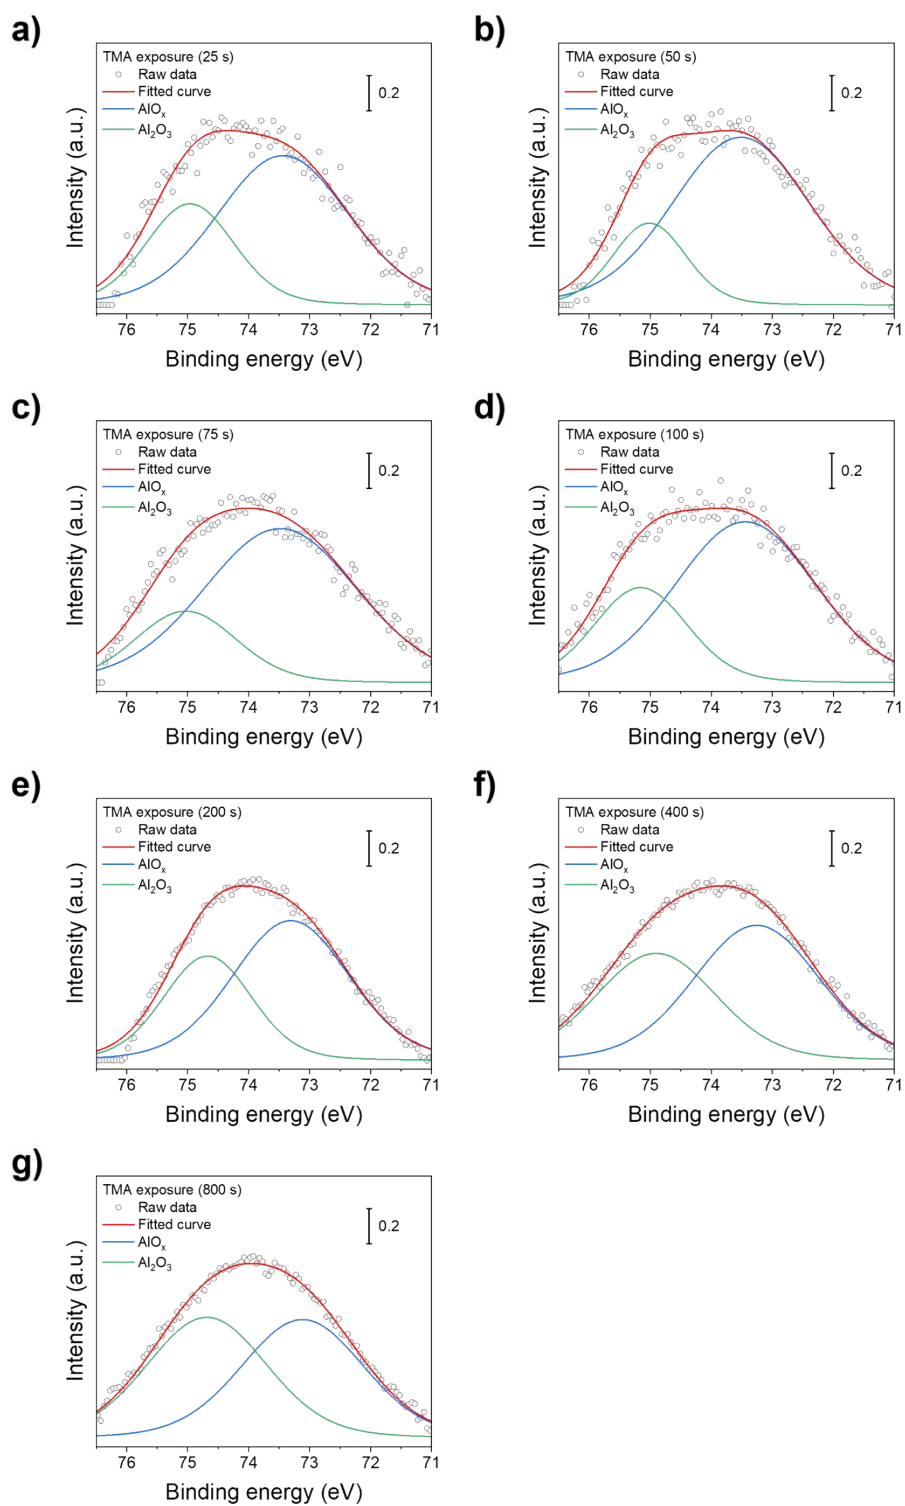 a)
TMA exposure (25 s)
Raw data
Fitted curve
AlOₓ
Al₂O₃
0.2
Intensity (a.u.)
76 75 74 73 72 71
Binding energy (eV)
b)
TMA exposure (50 s)
Raw data
Fitted curve
AlOₓ
Al₂O₃
0.2
Intensity (a.u.)
76 75 74 73 72 71
Binding energy (eV)
c)
TMA exposure (75 s)
Raw data
Fitted curve
AlOₓ
Al₂O₃
0.2
Intensity (a.u.)
76 75 74 73 72 71
Binding energy (eV)
d)
TMA exposure (100 s)
Raw data
Fitted curve
AlOₓ
Al₂O₃
0.2
Intensity (a.u.)
76 75 74 73 72 71
Binding energy (eV)
e)
TMA exposure (200 s)
Raw data
Fitted curve
AlOₓ
Al₂O₃
0.2
Intensity (a.u.)
76 75 74 73 72 71
Binding energy (eV)
f)
TMA exposure (400 s)
Raw data
Fitted curve
AlOₓ
Al₂O₃
0.2
Intensity (a.u.)
76 75 74 73 72 71
Binding energy (eV)
g)
TMA exposure (800 s)
Raw data
Fitted curve
AlOₓ
Al₂O₃
0.2
Intensity (a.u.)
76 75 74 73 72 71
Binding energy (eV)